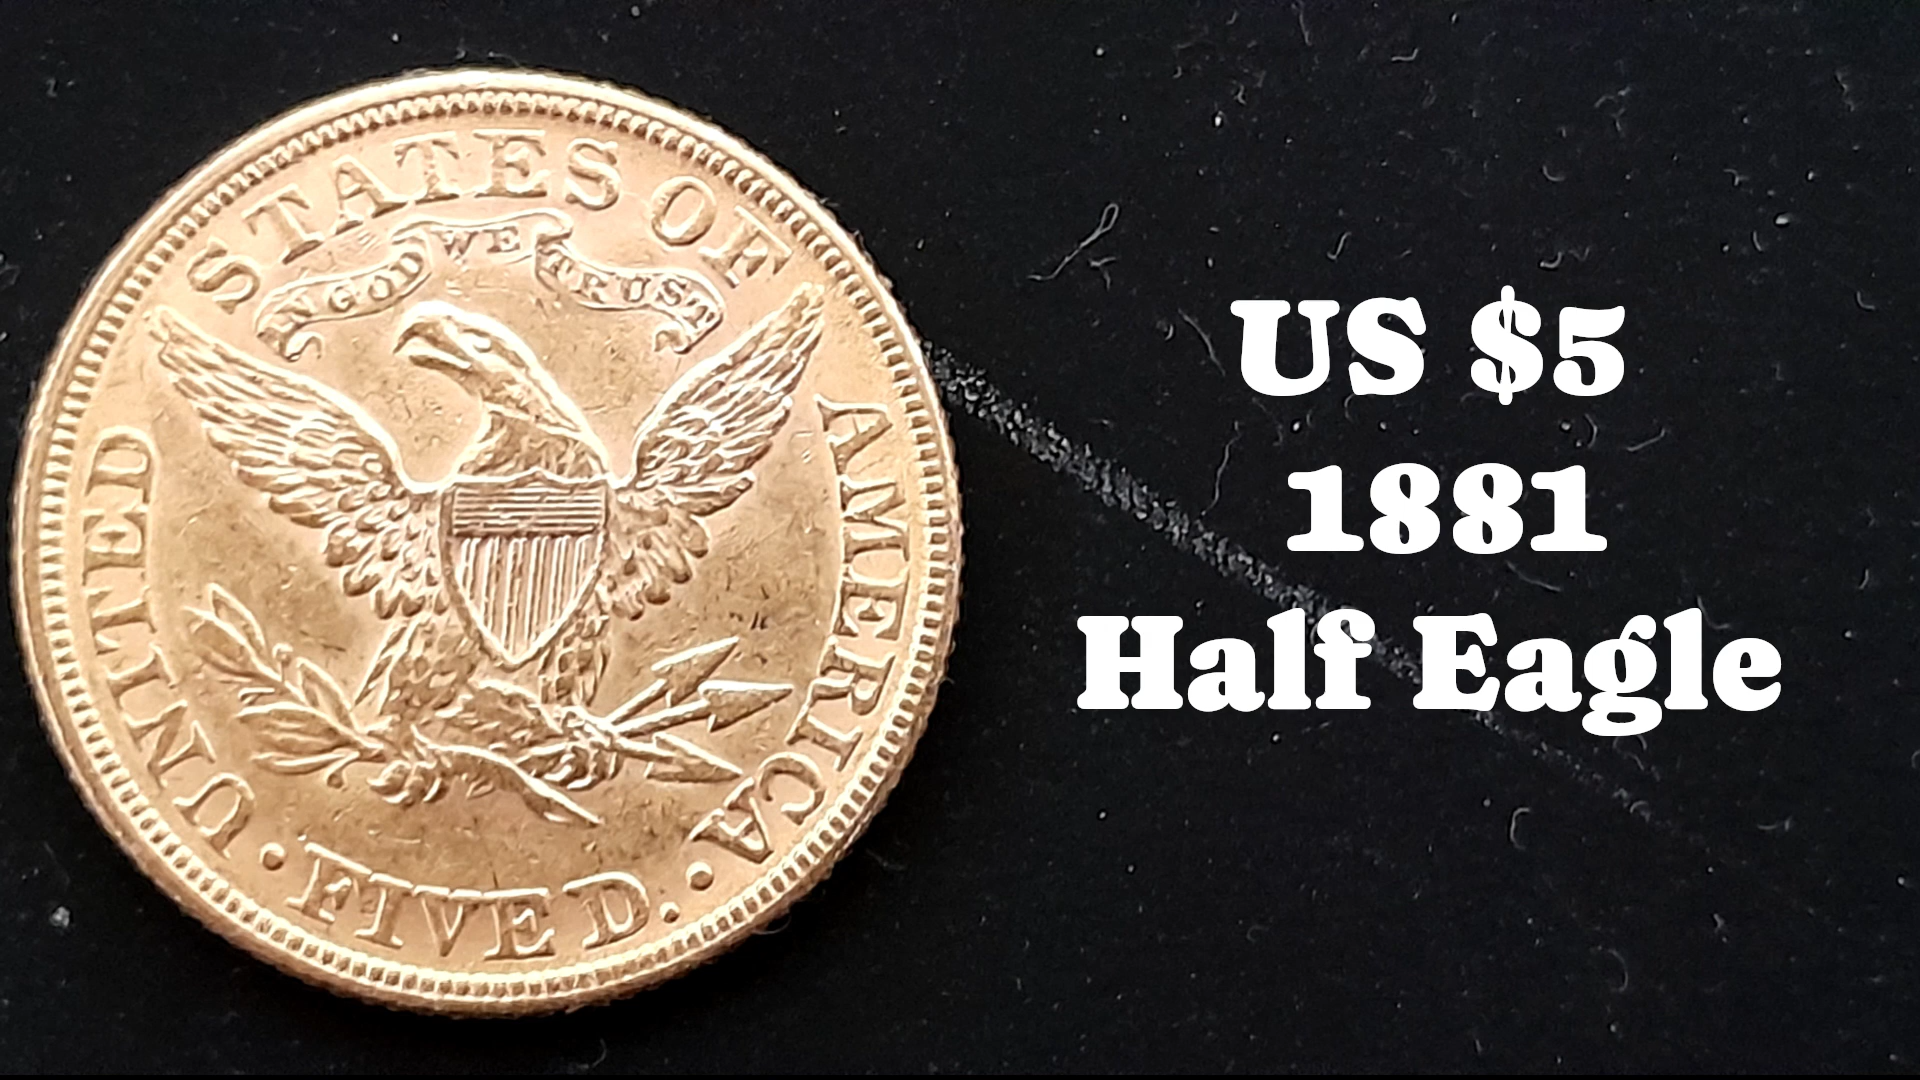 UNITED STATES OF AMERICA
IN GOD WE TRUST
• FIVE D. •
US $5
1881
Half Eagle